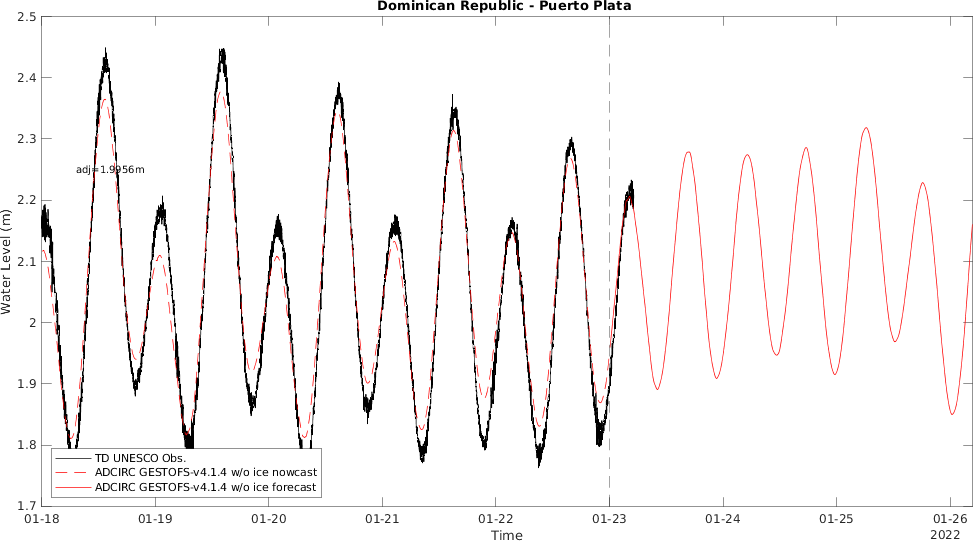 Dominican Republic - Puerto Plata
2.5
2.4
2.3
2.2
2.1
2
1.9
1.8
1.7
Water Level (m)
adj=1.9956m
TD UNESCO Obs.
ADCIRC GESTOFS-v4.1.4 w/o ice nowcast
ADCIRC GESTOFS-v4.1.4 w/o ice forecast
01-18 01-19 01-20 01-21 01-22 01-23 01-24 01-25 01-26
2022
Time